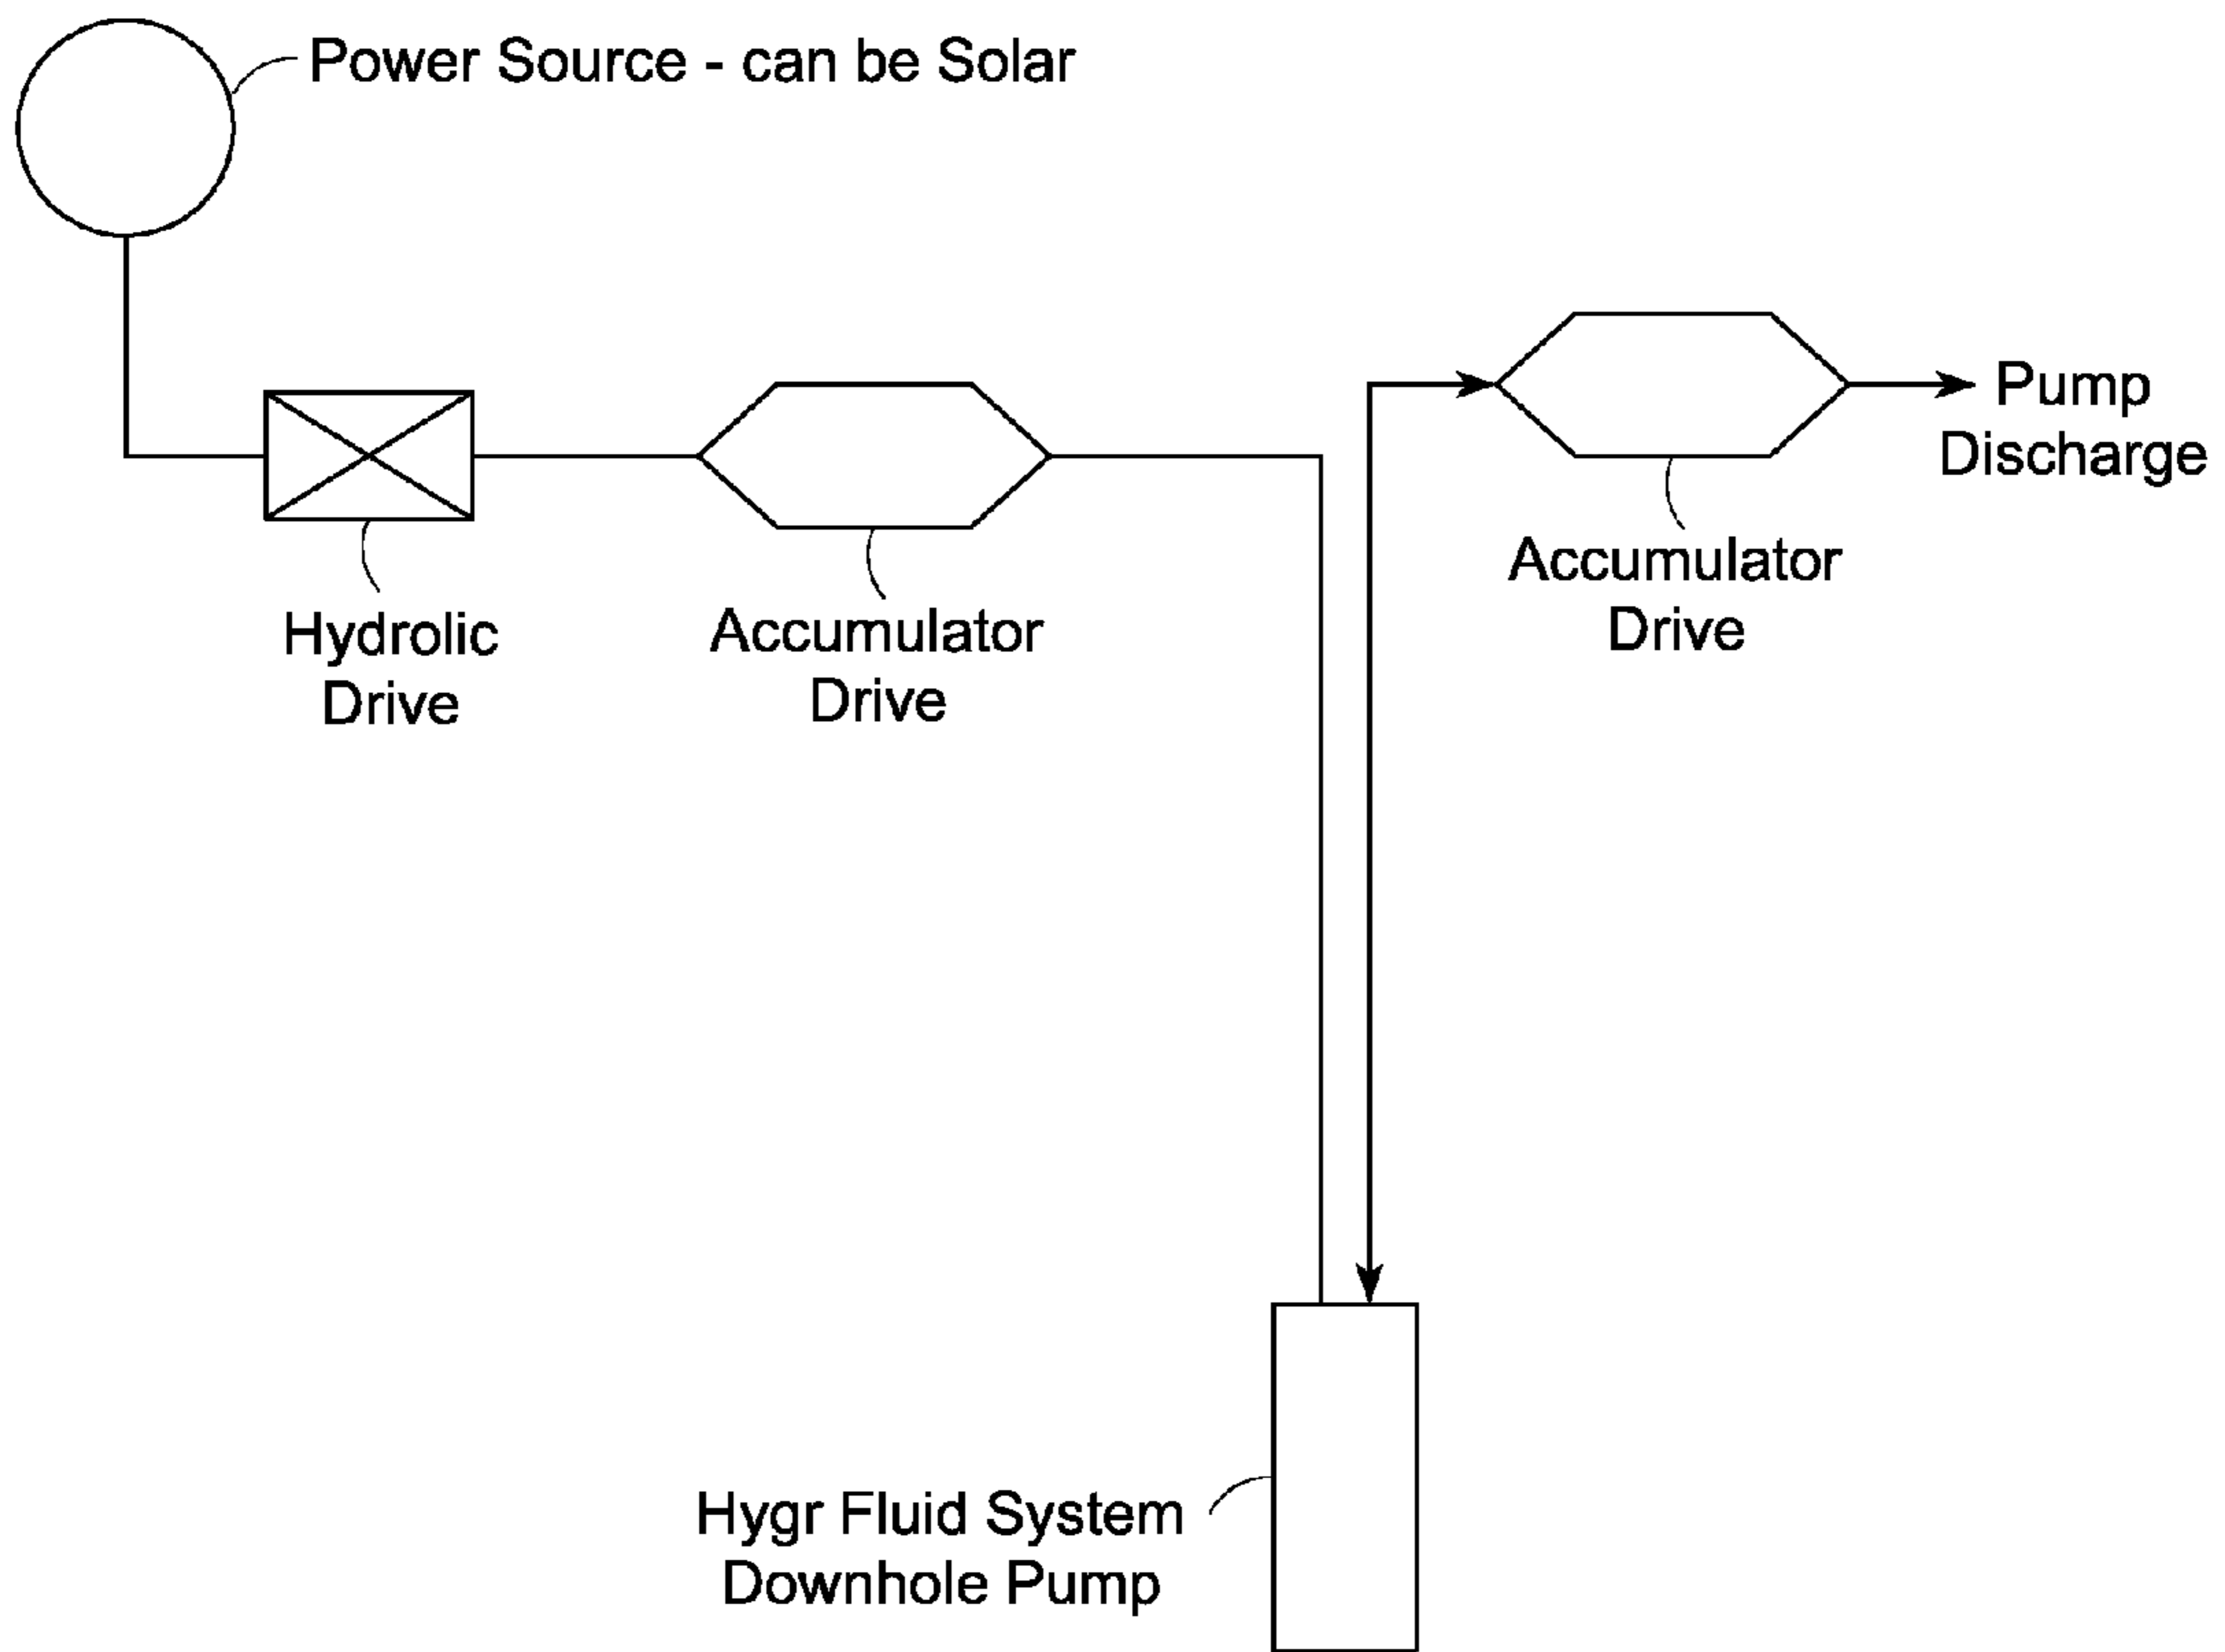 Power Source - can be Solar
Pump
Discharge
Accumulator
Drive
Hydrolic
Drive
Accumulator
Drive
Hygr Fluid System
Downhole Pump